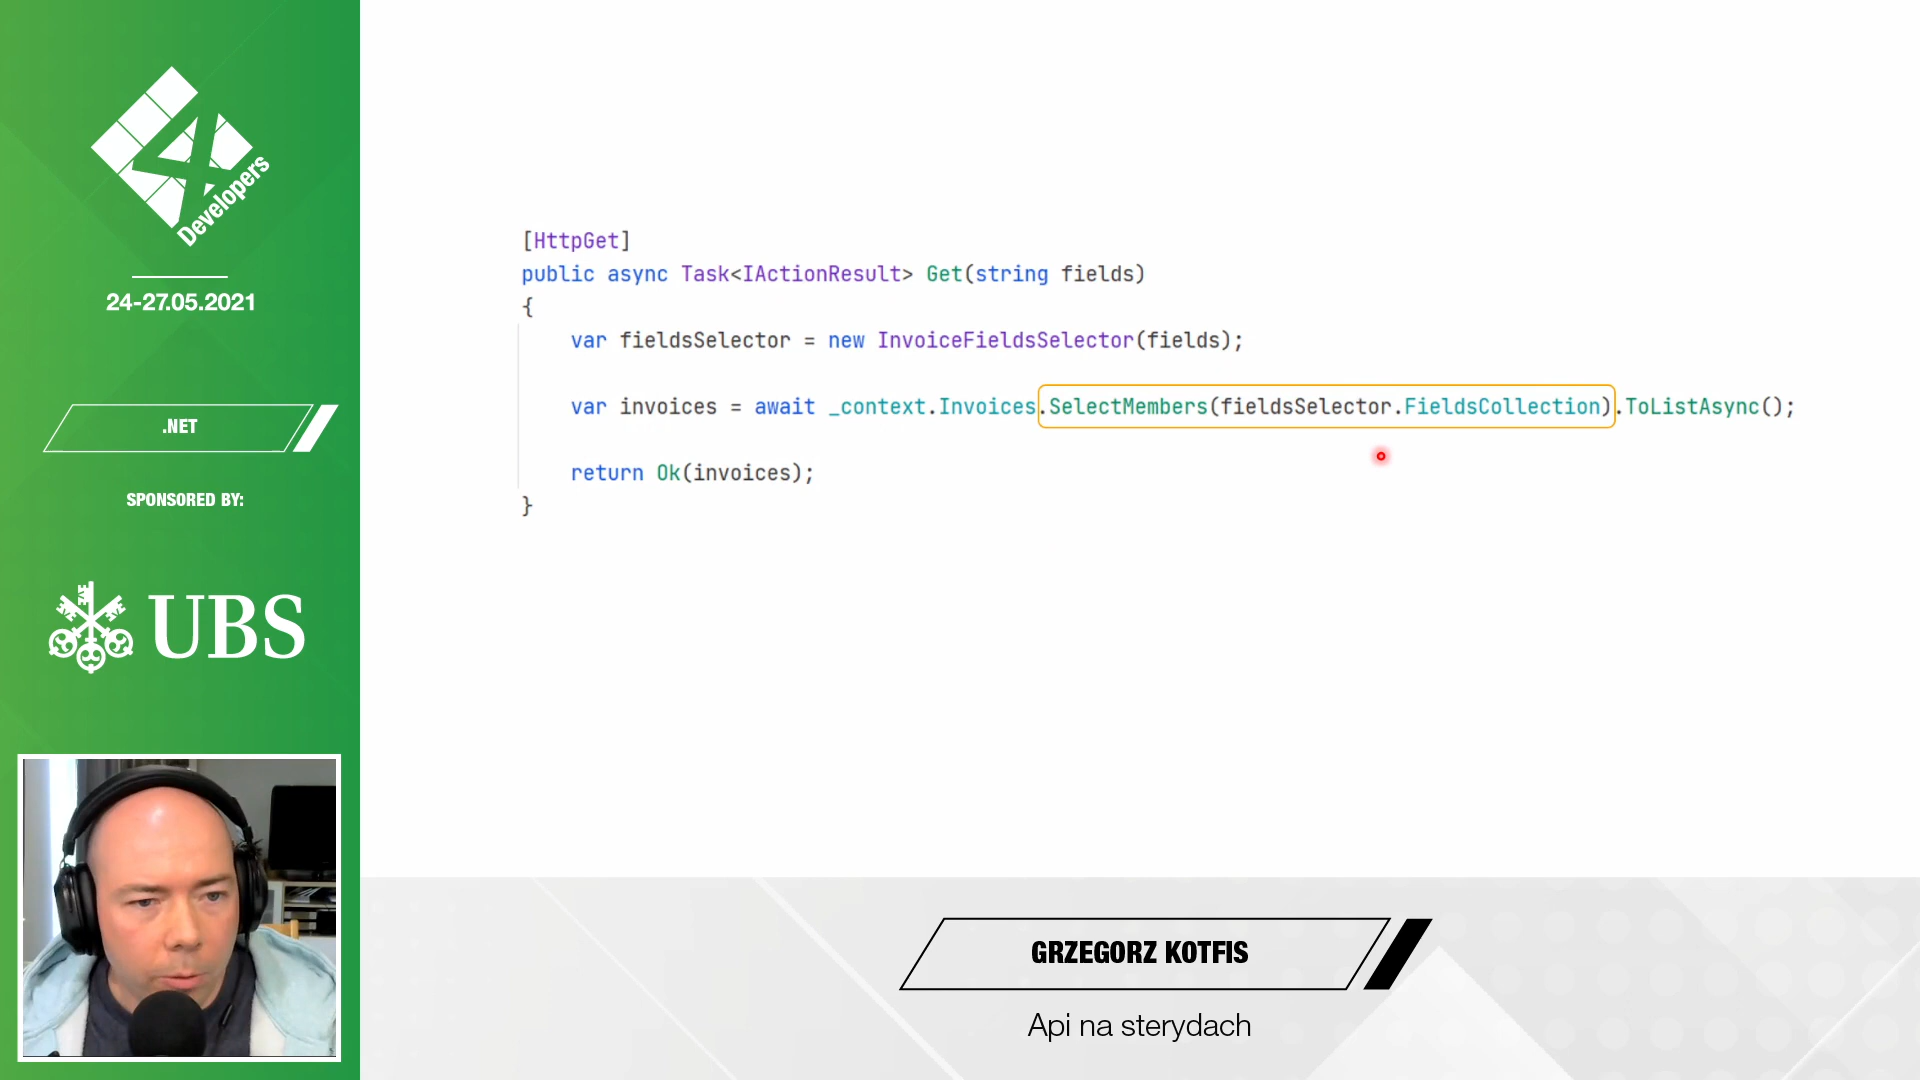 4
Developers
24-27.05.2021
.NET
SPONSORED BY:
UBS
[HttpGet]
public async Task<IActionResult> Get(string fields)
{
var fieldsSelector = new InvoiceFieldsSelector(fields);
var invoices = await _context.Invoices.SelectMembers(fieldsSelector.FieldsCollection).ToListAsync();
return Ok(invoices);
}
GRZEGORZ KOTFIS
Api na sterydach